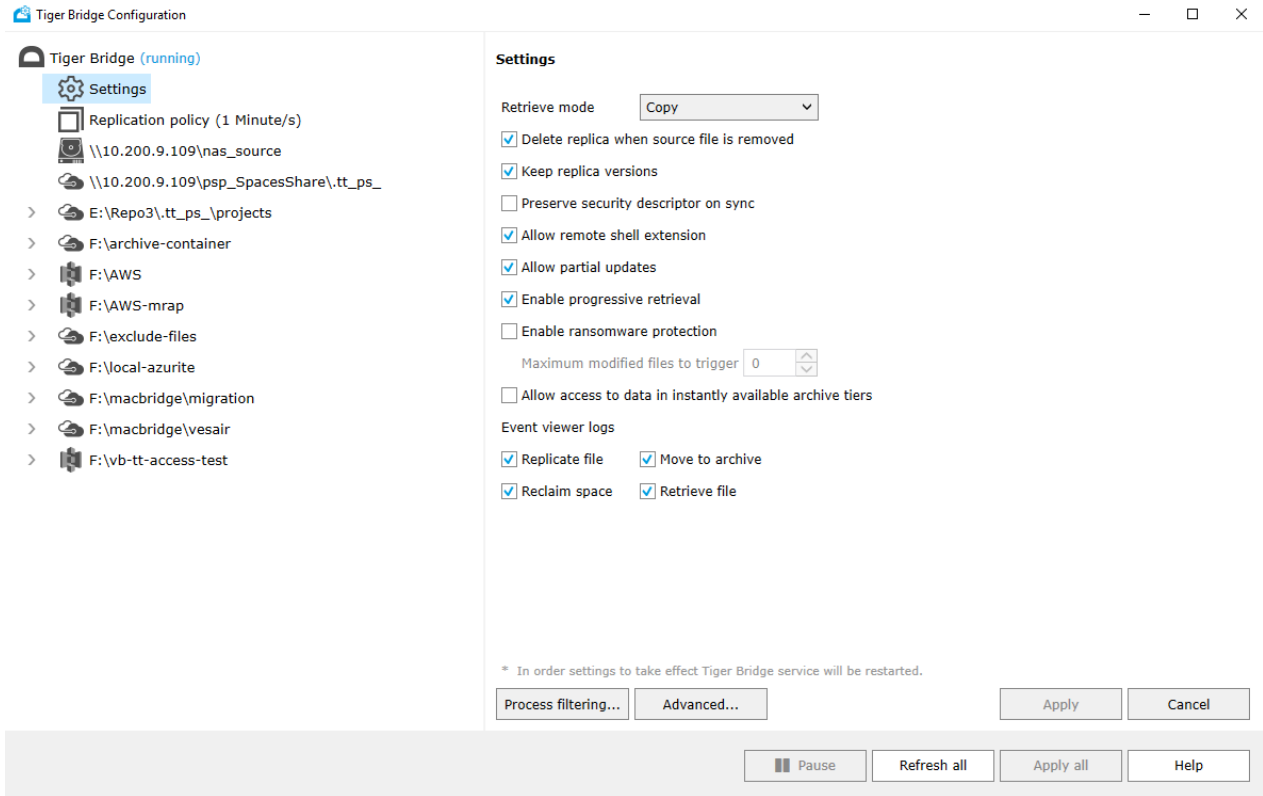 Tiger Bridge Configuration
Tiger Bridge (running)
Settings
Replication policy (1 Minute/s)
\\10.200.9.109\nas_source
\\10.200.9.109\psp_SpacesShare\.tt_ps_
E:\Repo3\.tt_ps_\projects
F:\archive-container
F:\AWS
F:\AWS-mrap
F:\exclude-files
F:\local-azurite
F:\macbridge\migration
F:\macbridge\vesair
F:\vb-tt-access-test
Settings
Retrieve mode Copy
Delete replica when source file is removed
Keep replica versions
Preserve security descriptor on sync
Allow remote shell extension
Allow partial updates
Enable progressive retrieval
Enable ransomware protection
Maximum modified files to trigger 0
Allow access to data in instantly available archive tiers
Event viewer logs
Replicate file Move to archive
Reclaim space Retrieve file
* In order settings to take effect Tiger Bridge service will be restarted.
Process filtering... Advanced... Apply Cancel
Pause Refresh all Apply all Help